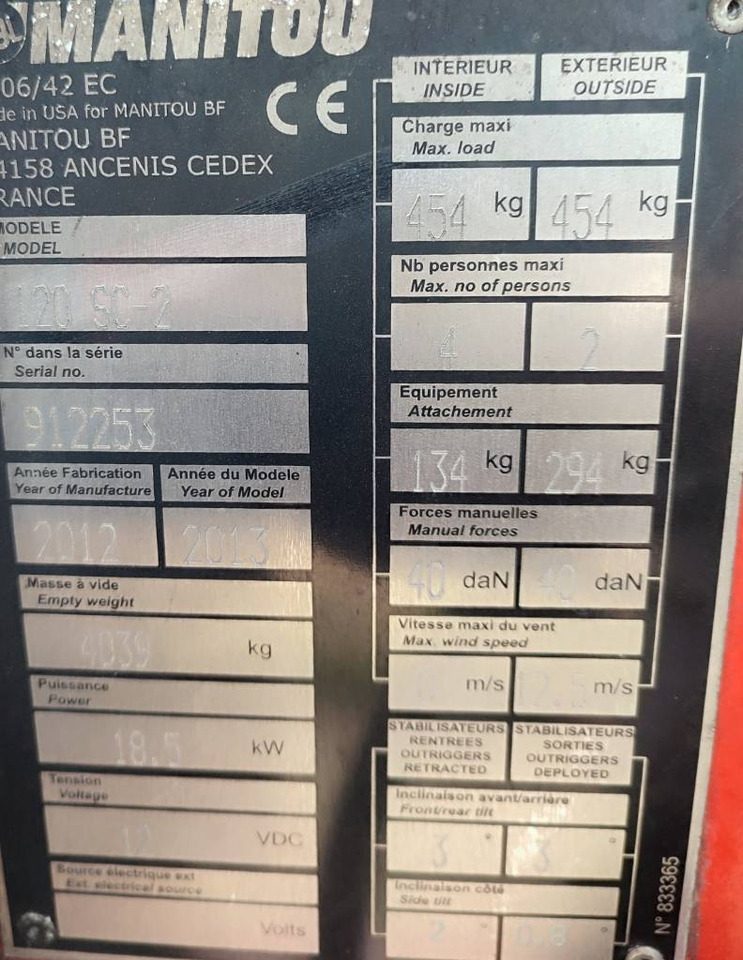 MANITOU
06/42 EC
de in USA for MANITOU BF
CE
ANITOU BF
4158 ANCENIS CEDEX
RANCE
MODELE
MODEL
120 SC-2
N° dans la série
Serial no.
912253
Année Fabrication
Year of Manufacture
Année du Modele
Year of Model
2012
2013
Masse à vide
Empty weight
4039 kg
Puissance
Power
18.5 kW
Tension
Voltage
12 VDC
Source électrique ext
Ext. electrical source
Volts
INTERIEUR
INSIDE
EXTERIEUR
OUTSIDE
Charge maxi
Max. load
454 kg
454 kg
Nb personnes maxi
Max. no of persons
4
2
Equipement
Attachement
134 kg
294 kg
Forces manuelles
Manual forces
40 daN
40 daN
Vitesse maxi du vent
Max. wind speed
m/s
12.5 m/s
STABILISATEURS
RENTREES
OUTRIGGERS
RETRACTED
STABILISATEURS
SORTIES
OUTRIGGERS
DEPLOYED
Inclinaison avant/arrière
Front/rear tilt
3 °
3 °
Inclinaison côté
Side tilt
2 °
0.8 °
N° 833365